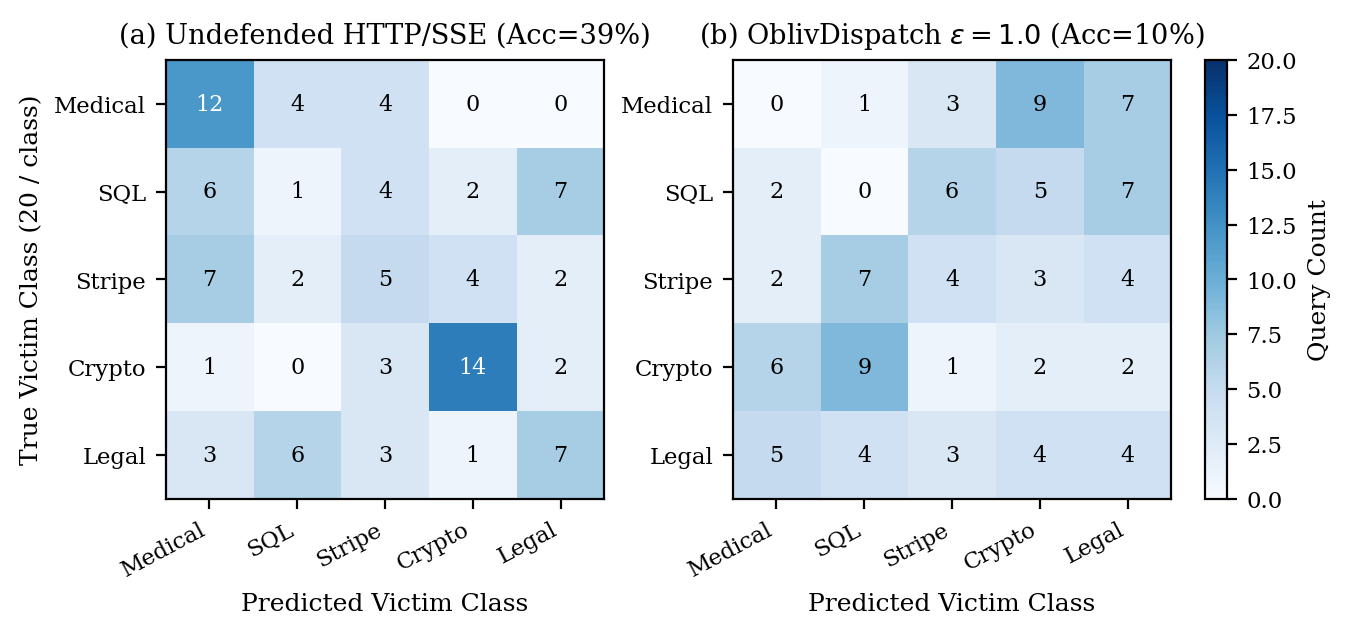 (a) Undefended HTTP/SSE (Acc=39%)
(b) OblivDispatch ε = 1.0 (Acc=10%)
True Victim Class (20 / class)
Medical 12 4 4 0 0
SQL 6 1 4 2 7
Stripe 7 2 5 4 2
Crypto 1 0 3 14 2
Legal 3 6 3 1 7
Medical SQL Stripe Crypto Legal
Predicted Victim Class
Medical 0 1 3 9 7
SQL 2 0 6 5 7
Stripe 2 7 4 3 4
Crypto 6 9 1 2 2
Legal 5 4 3 4 4
Medical SQL Stripe Crypto Legal
Predicted Victim Class
20.0
17.5
15.0
12.5
10.0
7.5
5.0
2.5
0.0
Query Count